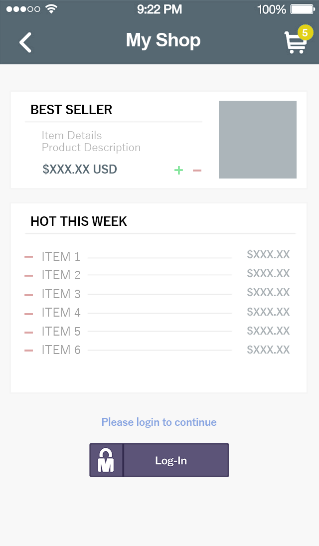 9:22 PM
100%
My Shop
5
BEST SELLER
Item Details
Product Description
$XXX.XX USD
+ −
HOT THIS WEEK
− ITEM 1 $XXX.XX
− ITEM 2 $XXX.XX
− ITEM 3 $XXX.XX
− ITEM 4 $XXX.XX
− ITEM 5 $XXX.XX
− ITEM 6 $XXX.XX
Please login to continue
M
Log-In